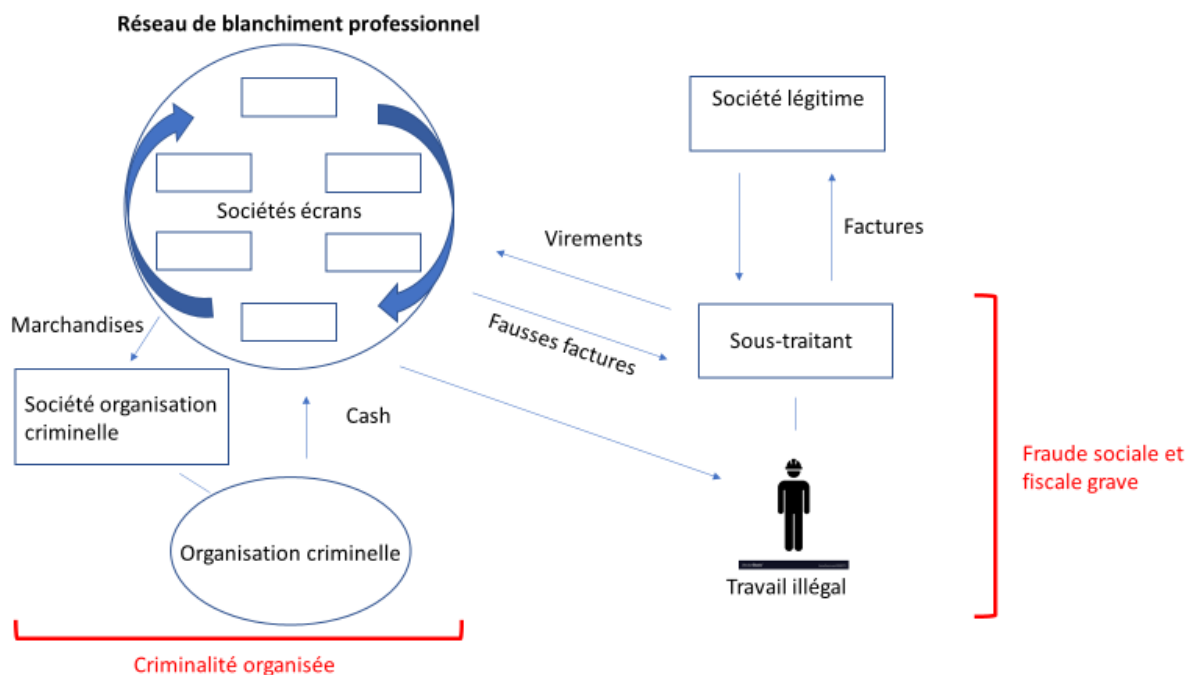 Réseau de blanchiment professionnel
Sociétés écrans
Société légitime
Virements
Factures
Marchandises
Fausses factures
Sous-traitant
Société organisation
criminelle
Cash
Organisation criminelle
Travail illégal
Fraude sociale et
fiscale grave
Criminalité organisée